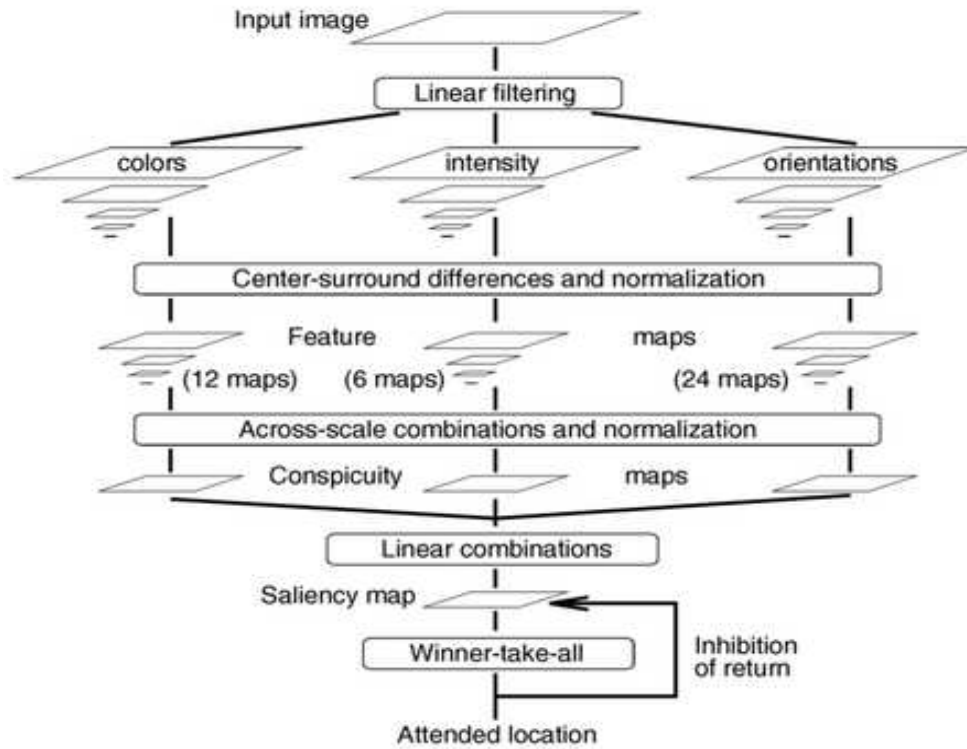 Input image
Linear filtering
colors
intensity
orientations
Center-surround differences and normalization
Feature
maps
(12 maps)
(6 maps)
(24 maps)
Across-scale combinations and normalization
Conspicuity
maps
Linear combinations
Saliency map
Winner-take-all
Inhibition
of return
Attended location